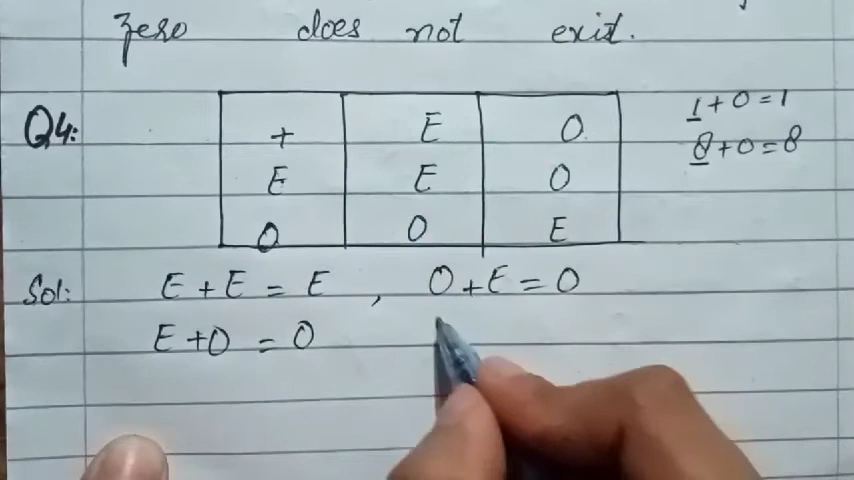 zero does not exist.
Q4:
+ E O
E E O
O O E
1 + 0 = 1
8 + 0 = 8
Sol: E + E = E , O + E = O
E + O = O